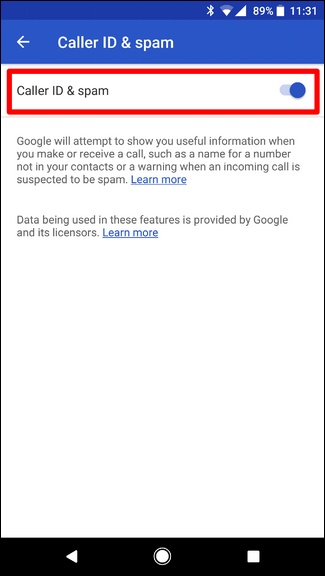 89% 11:31
Caller ID & spam
Caller ID & spam
Google will attempt to show you useful information when
you make or receive a call, such as a name for a number
not in your contacts or a warning when an incoming call is
suspected to be spam. Learn more
Data being used in these features is provided by Google
and its licensors. Learn more